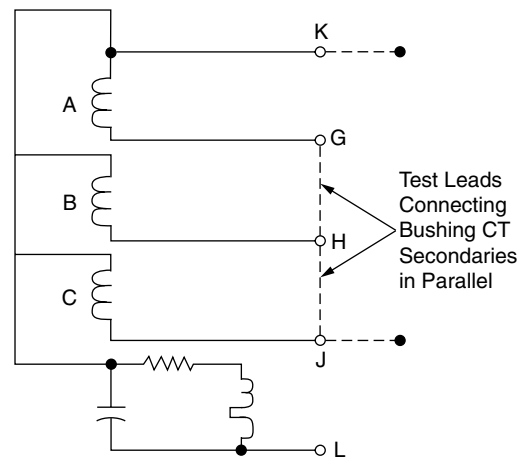 K
A
G
B
H
C
J
L
Test Leads
Connecting
Bushing CT
Secondaries
in Parallel